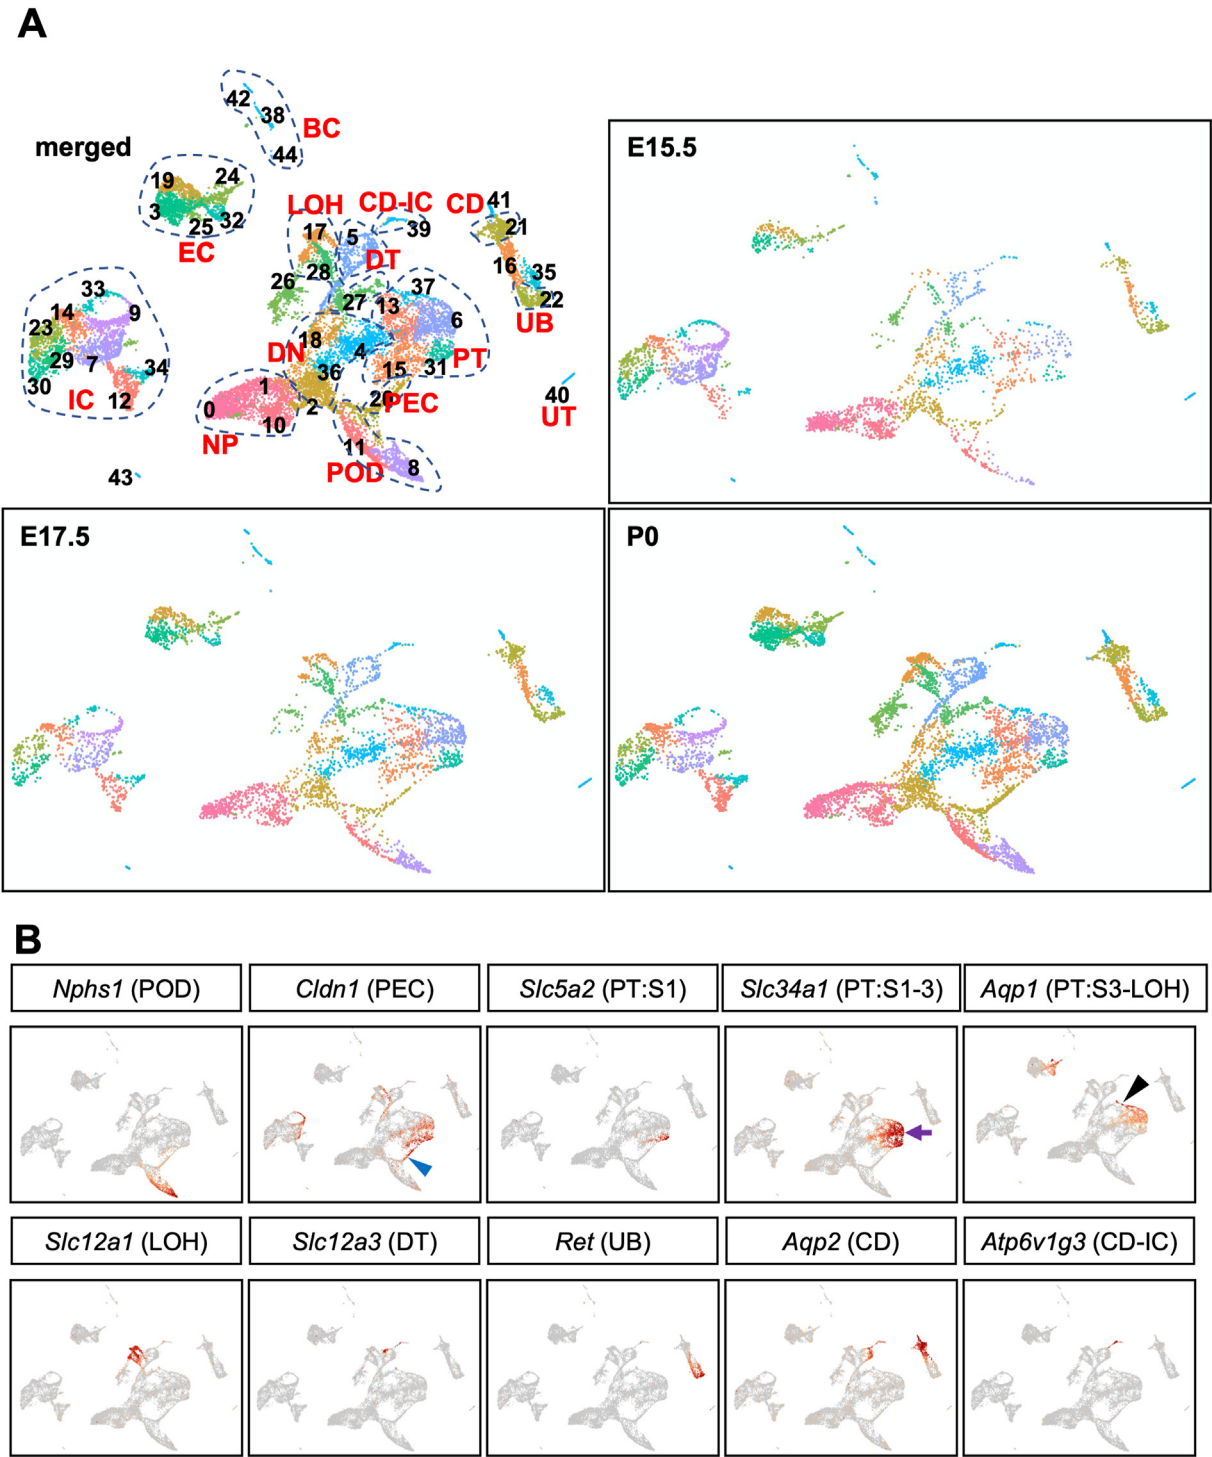 A
merged
42
38
44
BC
19
24
3
25
32
EC
LOH
CD-IC
CD
41
17
5
39
21
DT
28
26
16
35
27
37
22
33
13
UB
14
9
6
23
18
DN
4
PT
29
7
34
36
15
31
30
IC
12
1
20
PEC
40
0
2
UT
10
NP
11
POD
8
43
E15.5
E17.5
P0
B
Nphs1 (POD)
Cldn1 (PEC)
Slc5a2 (PT:S1)
Slc34a1 (PT:S1-3)
Aqp1 (PT:S3-LOH)
Slc12a1 (LOH)
Slc12a3 (DT)
Ret (UB)
Aqp2 (CD)
Atp6v1g3 (CD-IC)